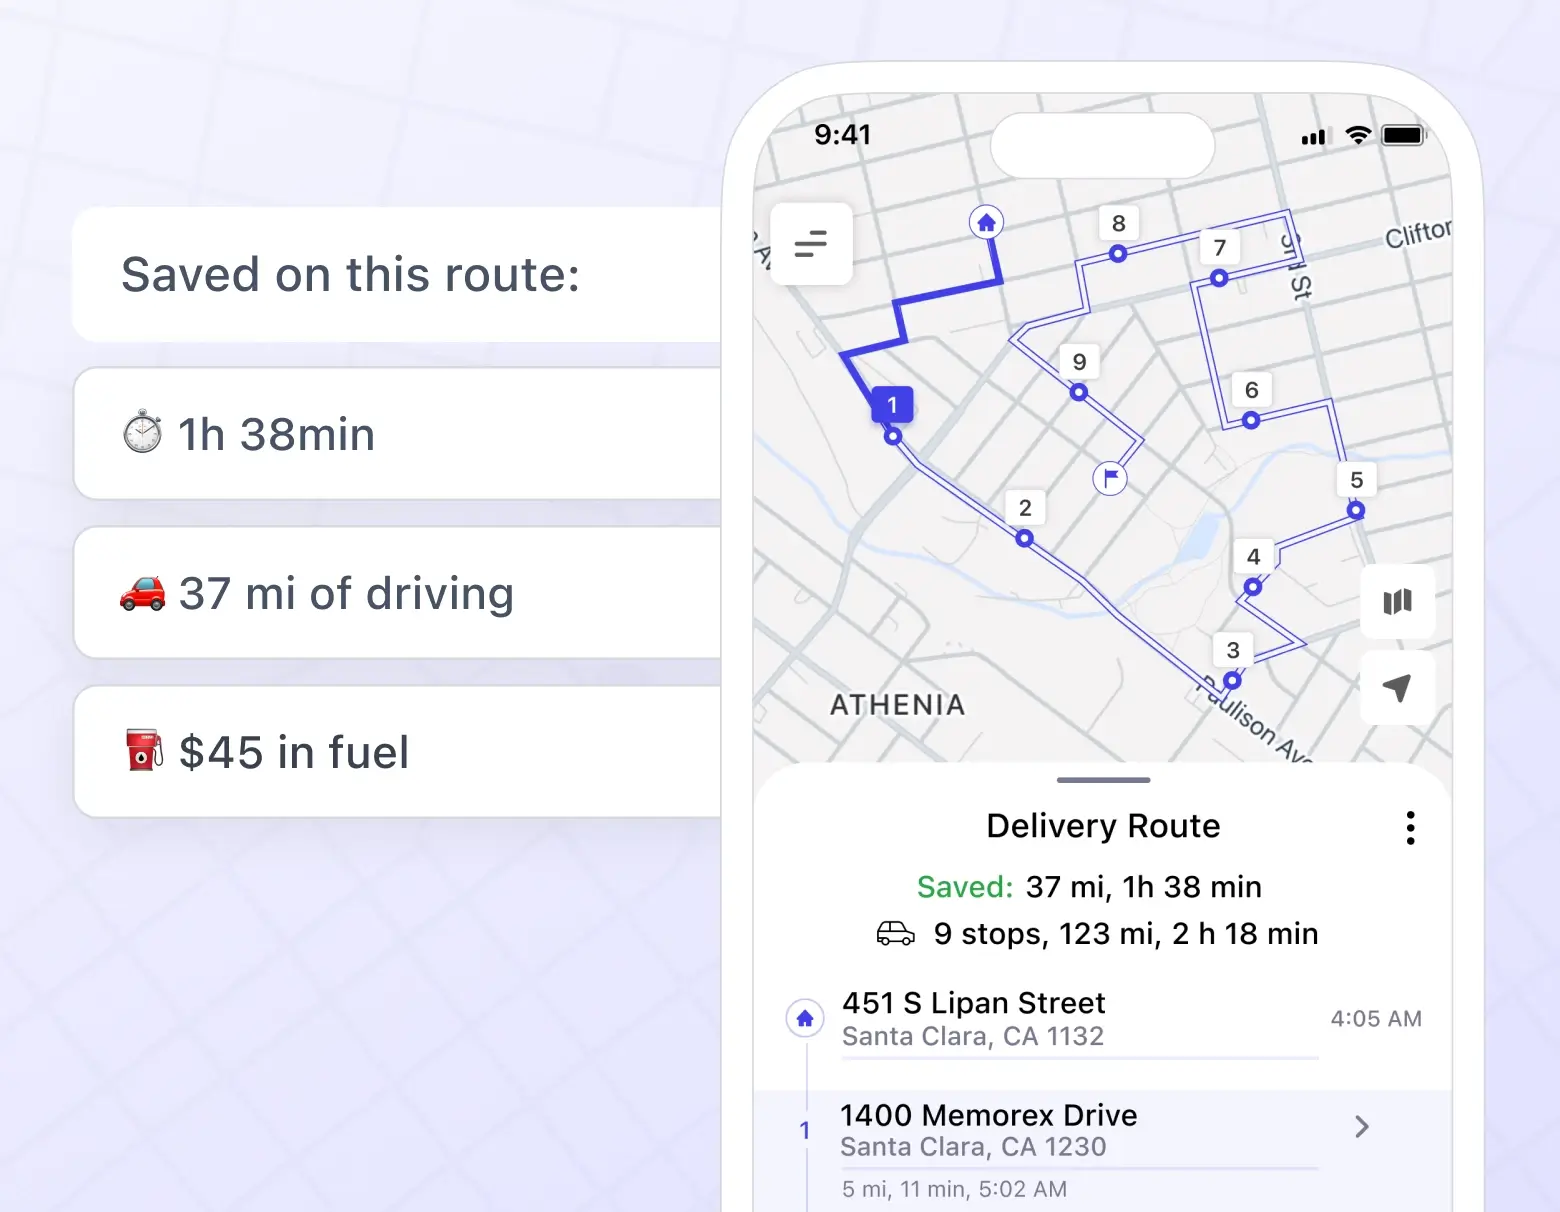 Saved on this route:
1h 38min
37 mi of driving
$45 in fuel
9:41
Clifton
3rd St
8
7
9
6
1
5
2
4
3
ATHENIA
Paulison Ave
Delivery Route
Saved: 37 mi, 1h 38 min
9 stops, 123 mi, 2 h 18 min
451 S Lipan Street
Santa Clara, CA 1132
4:05 AM
1
1400 Memorex Drive
Santa Clara, CA 1230
5 mi, 11 min, 5:02 AM